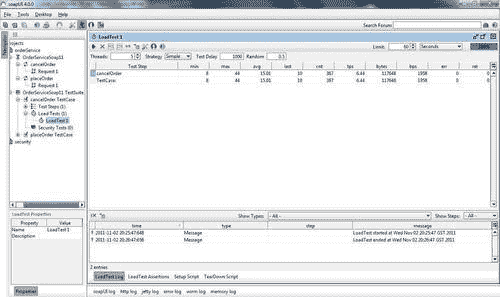 soapUI 4.0.0
File Tools Desktop Help
Search Forum:
Projects
orderService
OrderServiceSoap11
cancelOrder
Request 1
placeOrder
Request 1
OrderServiceSoap11 TestSuite
cancelOrder TestCase
Test Steps (1)
Load Tests (1)
LoadTest 1
Security Tests (0)
placeOrder TestCase
security
LoadTest 1
Limit: 60 Seconds 100%
Threads: 5 Strategy Simple Test Delay 1000 Random 0.5
Test Step min max avg last cnt tps bytes bps err rat
cancelOrder 8 44 15.01 10 387 6.44 117648 1958 0 0
TestCase: 8 44 15.01 10 387 6.44 117648 1958 0 0
LoadTest Properties
Property Value
Name LoadTest 1
Description
Properties
Show Types: - All - Show Steps: - All -
time type step message
2011-11-02 20:25:47:648 Message LoadTest started at Wed Nov 02 20:25:47 GST 2011
2011-11-02 20:26:47:656 Message LoadTest ended at Wed Nov 02 20:26:47 GST 2011
2 entries
LoadTest Log LoadTest Assertions Setup Script TearDown Script
soapUI log http log jetty log error log wsrm log memory log